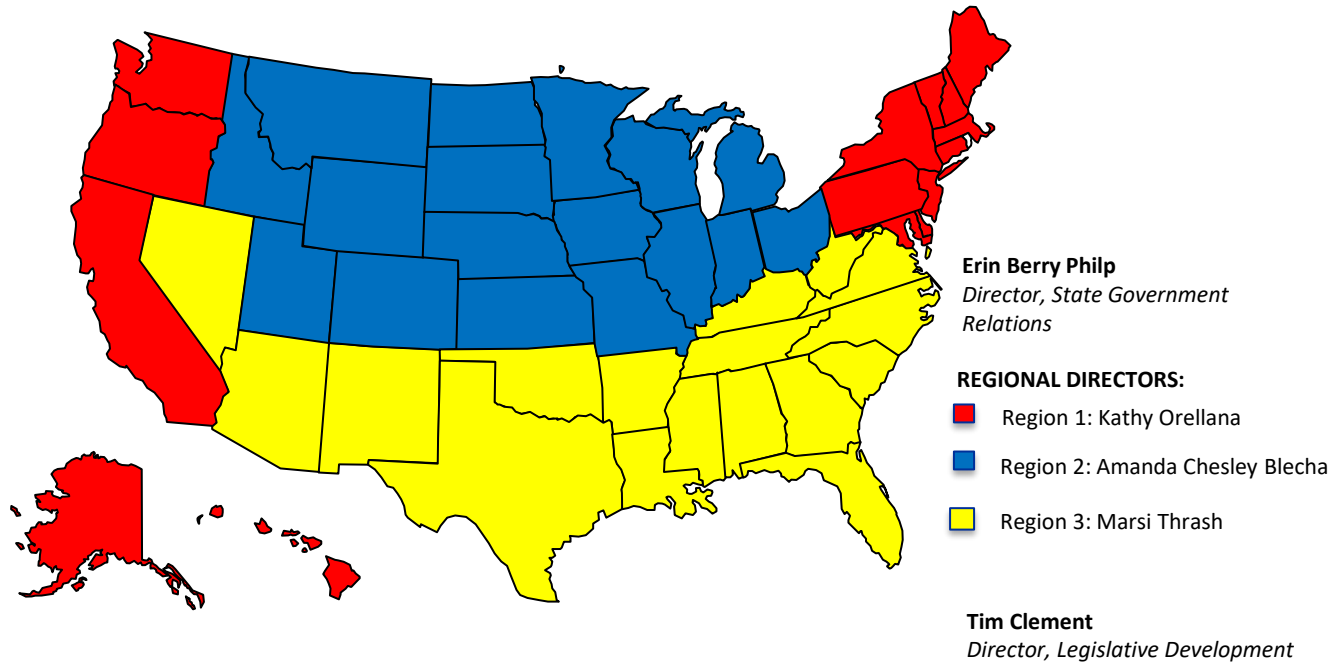 Erin Berry Philp
Director, State Government
Relations
REGIONAL DIRECTORS:
Region 1: Kathy Orellana
Region 2: Amanda Chesley Blecha
Region 3: Marsi Thrash
Tim Clement
Director, Legislative Development